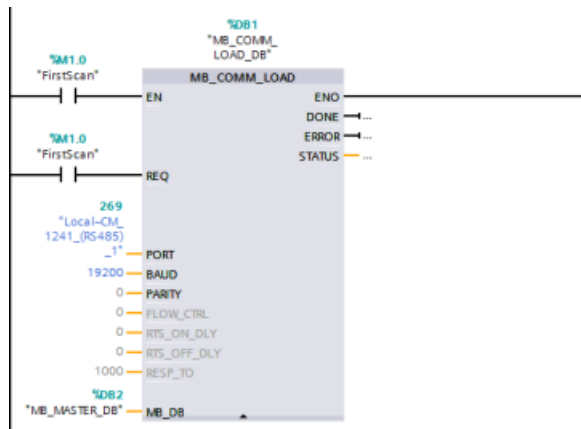 %DB1
"MB_COMM_
LOAD_DB"
%M1.0
"FirstScan"
MB_COMM_LOAD
EN
ENO
DONE
...
ERROR
...
STATUS
...
%M1.0
"FirstScan"
REQ
269
"Local~CM_
1241_(RS485)
_1"
PORT
19200
BAUD
0
PARITY
0
FLOW_CTRL
0
RTS_ON_DLY
0
RTS_OFF_DLY
1000
RESP_TO
%DB2
"MB_MASTER_DB"
MB_DB